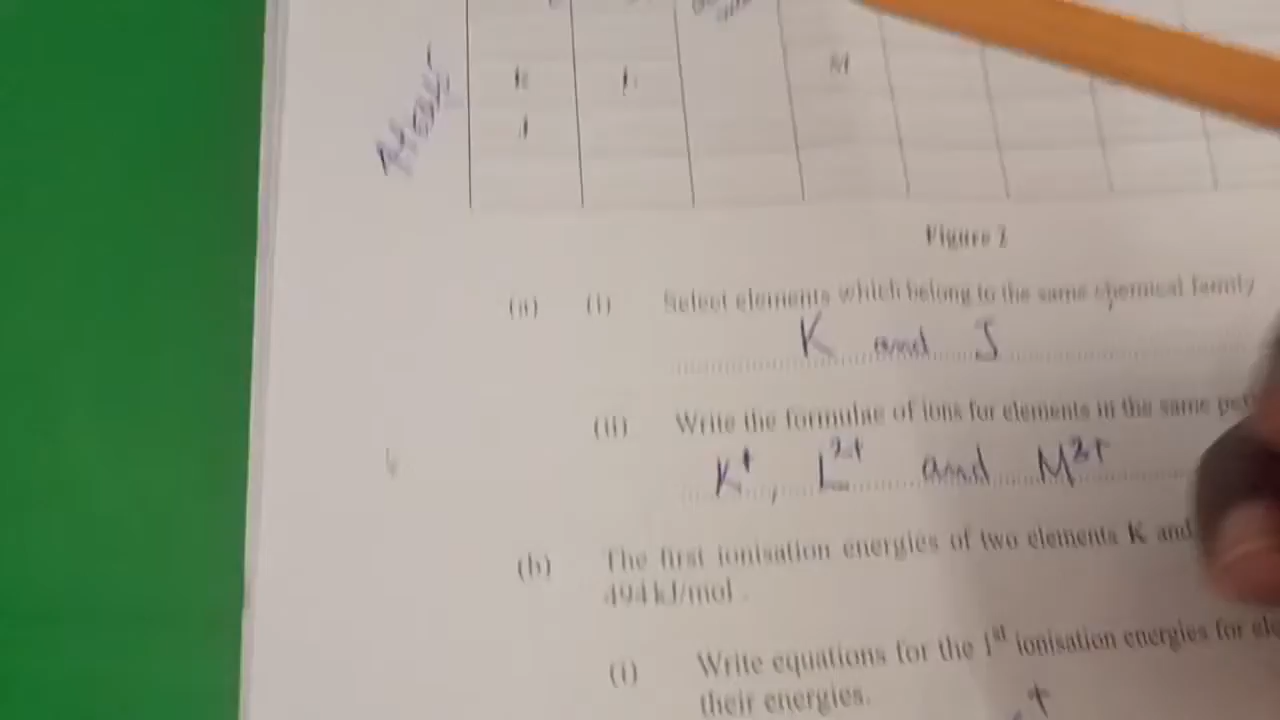 K L M
J
Figure 2
(a) (i) Select elements which belong to the same chemical family
K and J
(ii) Write the formulae of ions for elements in the same
K⁺, L²⁺ and M³⁺
(b) The first ionisation energies of two elements K and
494kJ/mol.
(i) Write equations for the 1st ionisation energies for
their energies.